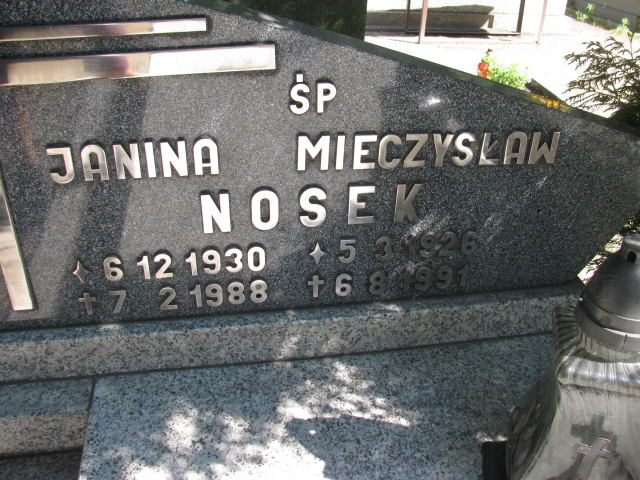 ŚP
JANINA MIECZYSŁAW
NOSEK
6 12 1930 5 3 1926
† 7 2 1988 † 6 8 1991